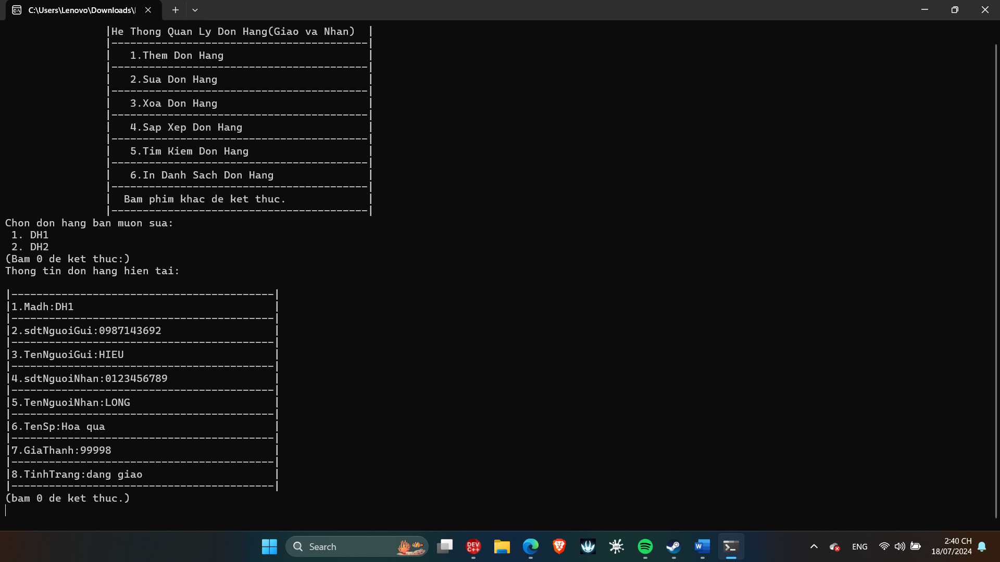 C:\Users\Lenovo\Downloads\
|He Thong Quan Ly Don Hang(Giao va Nhan)  |
|-----------------------------------------|
|   1.Them Don Hang                       |
|-----------------------------------------|
|   2.Sua Don Hang                        |
|-----------------------------------------|
|   3.Xoa Don Hang                        |
|-----------------------------------------|
|   4.Sap Xep Don Hang                    |
|-----------------------------------------|
|   5.Tim Kiem Don Hang                   |
|-----------------------------------------|
|   6.In Danh Sach Don Hang               |
|-----------------------------------------|
|  Bam phim khac de ket thuc.             |
|-----------------------------------------|
Chon don hang ban muon sua:
 1. DH1
 2. DH2
(Bam 0 de ket thuc:)
Thong tin don hang hien tai:
|------------------------------------------|
|1.Madh:DH1                                |
|------------------------------------------|
|2.sdtNguoiGui:0987143692                  |
|------------------------------------------|
|3.TenNguoiGui:HIEU                        |
|------------------------------------------|
|4.sdtNguoiNhan:0123456789                 |
|------------------------------------------|
|5.TenNguoiNhan:LONG                       |
|------------------------------------------|
|6.TenSp:Hoa qua                           |
|------------------------------------------|
|7.GiaThanh:99998                          |
|------------------------------------------|
|8.TinhTrang:dang giao                     |
|------------------------------------------|
(bam 0 de ket thuc.)
Search
DEV
C++
ink
W
ENG
2:40 CH
18/07/2024